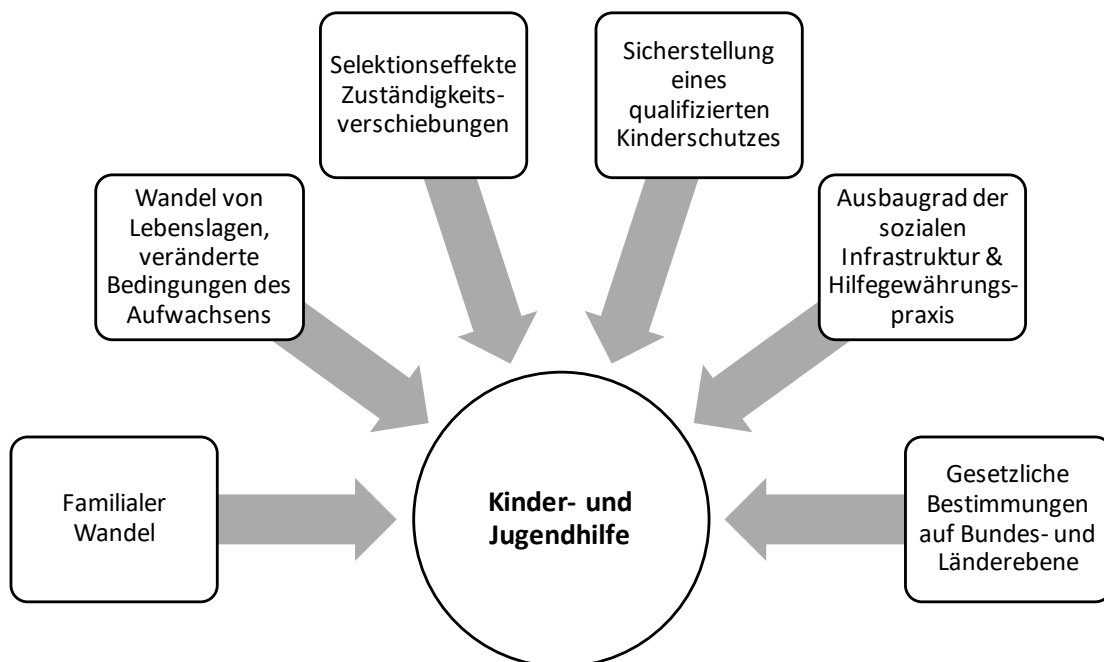 Selektionseffekte
Zuständigkeits-
verschiebungen
Sicherstellung
eines
qualifizierten
Kinderschutzes
Wandel von
Lebenslagen,
veränderte
Bedingungen des
Aufwachsens
Ausbaugrad der
sozialen
Infrastruktur &
Hilfegewährungs-
praxis
Familialer
Wandel
Kinder- und
Jugendhilfe
Gesetzliche
Bestimmungen
auf Bundes- und
Länderebene